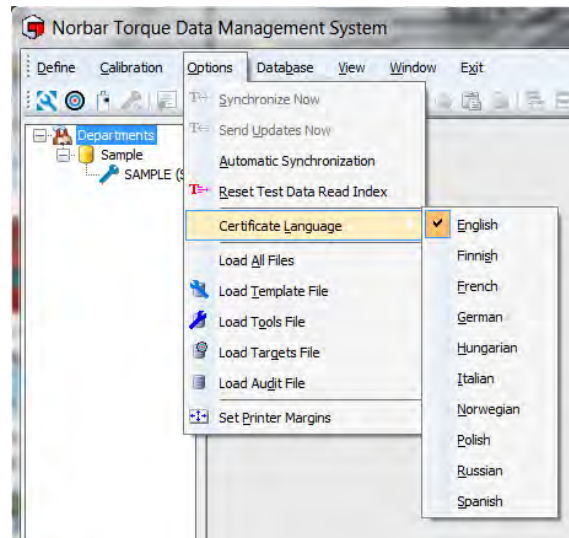 Norbar Torque Data Management System
Define Calibration Options Database View Window Exit
Departments
Sample
SAMPLE (
Synchronize Now
Send Updates Now
Automatic Synchronization
Reset Test Data Read Index
Certificate Language
Load All Files
Load Template File
Load Tools File
Load Targets File
Load Audit File
Set Printer Margins
English
Finnish
French
German
Hungarian
Italian
Norwegian
Polish
Russian
Spanish